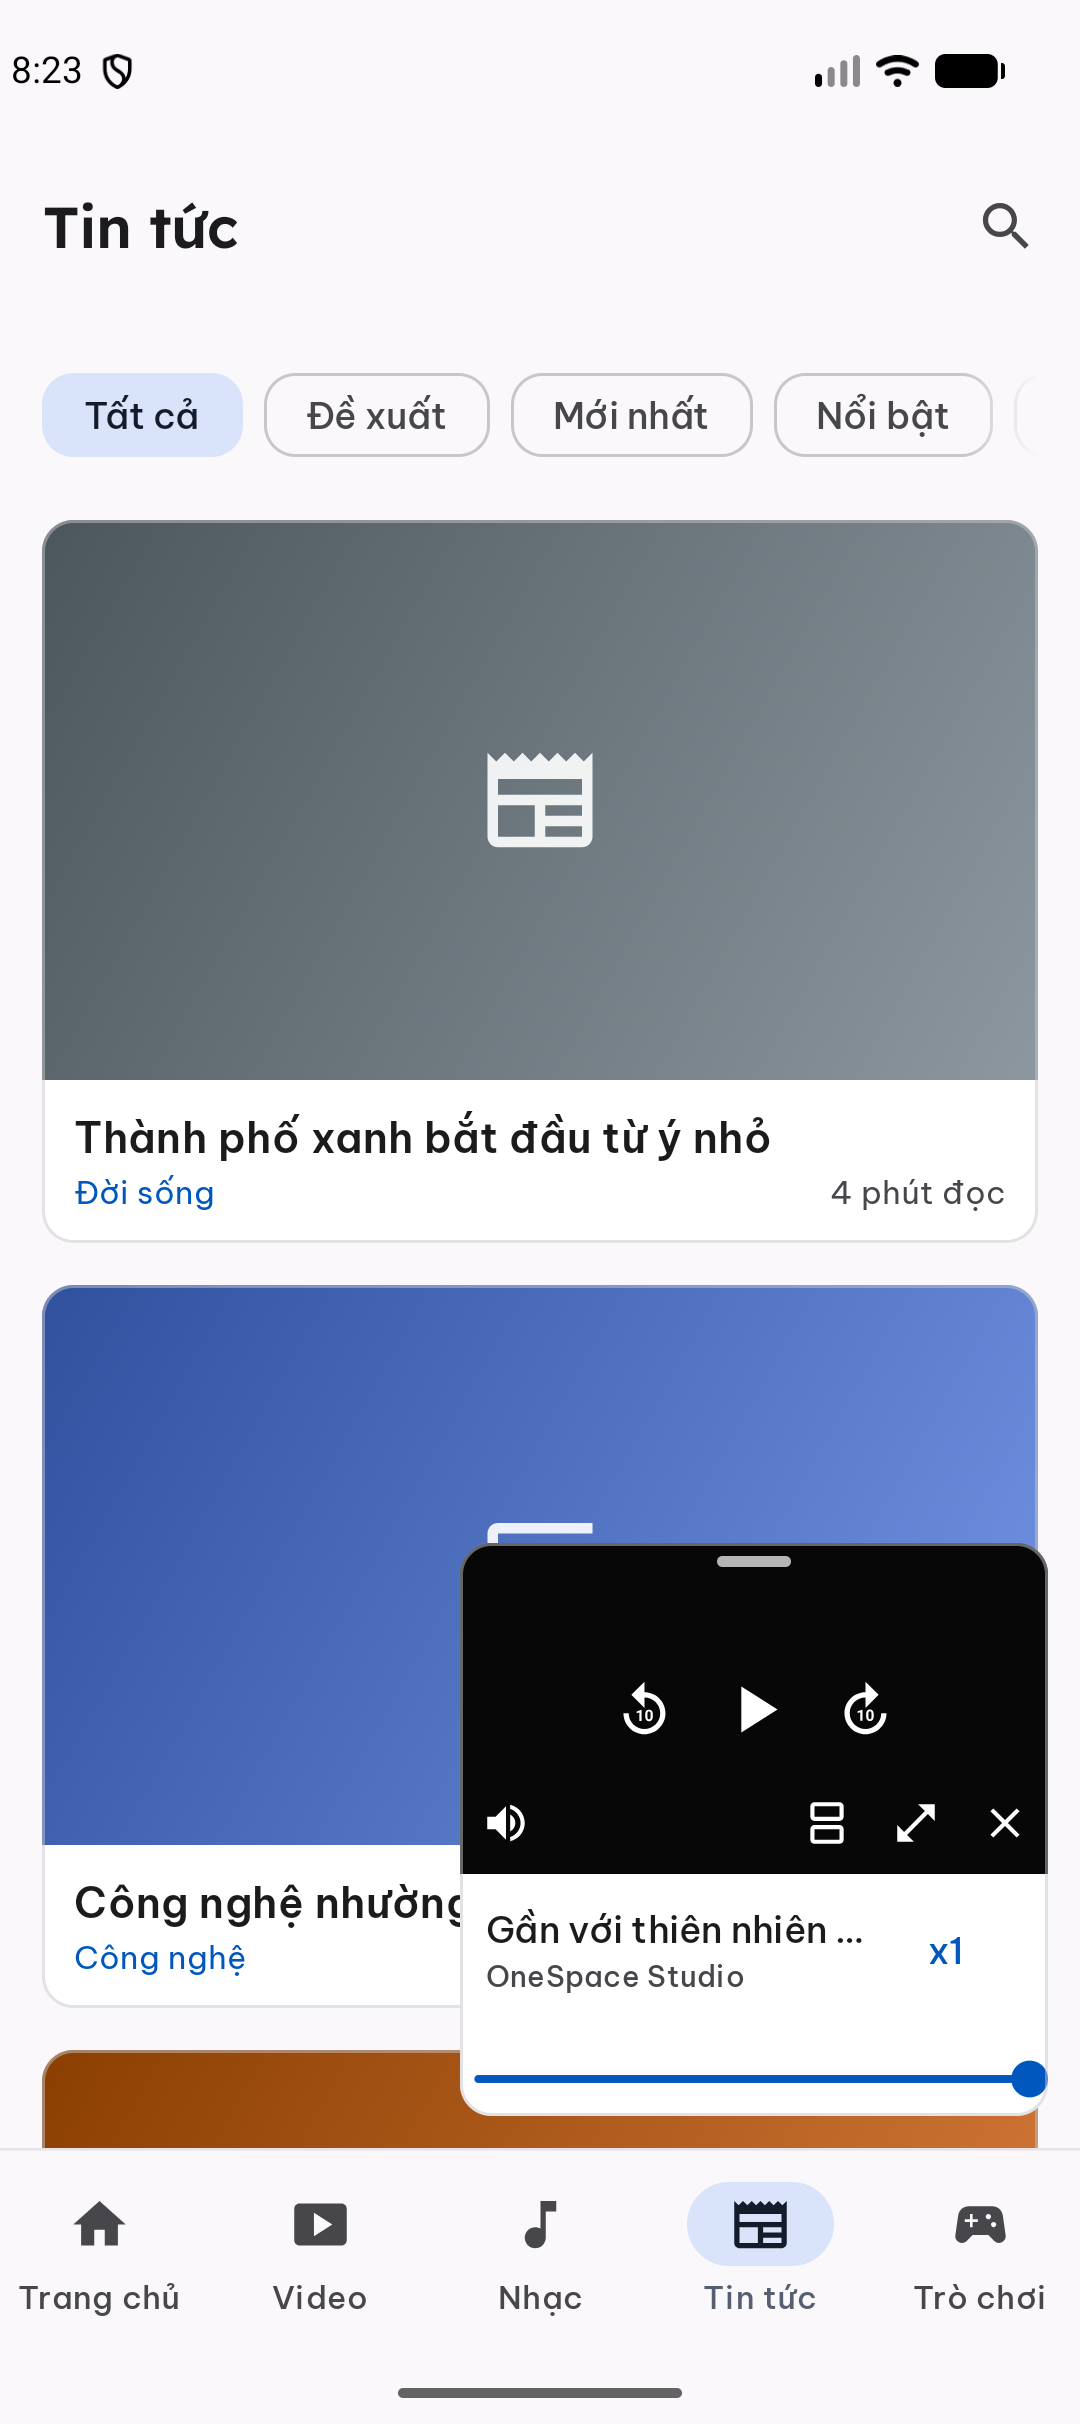 8:23
Tin tức
Tất cả
Đề xuất
Mới nhất
Nổi bật
Thành phố xanh bắt đầu từ ý nhỏ
Đời sống
4 phút đọc
Công nghệ nhường
Công nghệ
10
10
Gần với thiên nhiên ...
OneSpace Studio
x1
Trang chủ
Video
Nhạc
Tin tức
Trò chơi